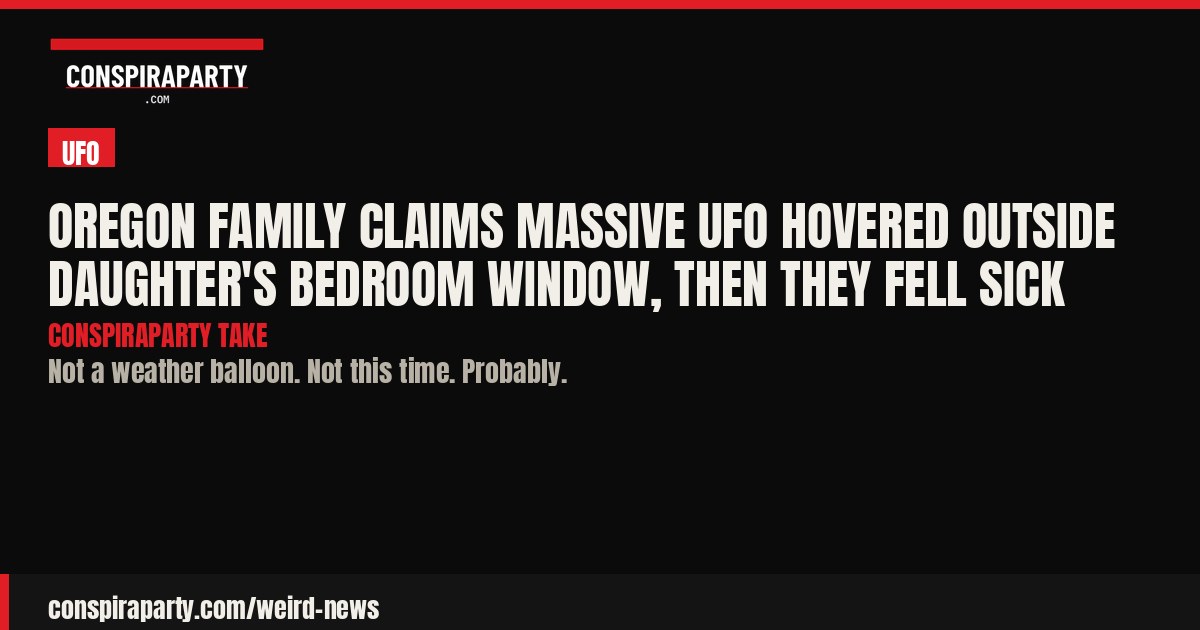 CONSPIRAPARTY
.COM
UFO
OREGON FAMILY CLAIMS MASSIVE UFO HOVERED OUTSIDE
DAUGHTER'S BEDROOM WINDOW, THEN THEY FELL SICK
CONSPIRAPARTY TAKE
Not a weather balloon. Not this time. Probably.
conspiraparty.com/weird-news